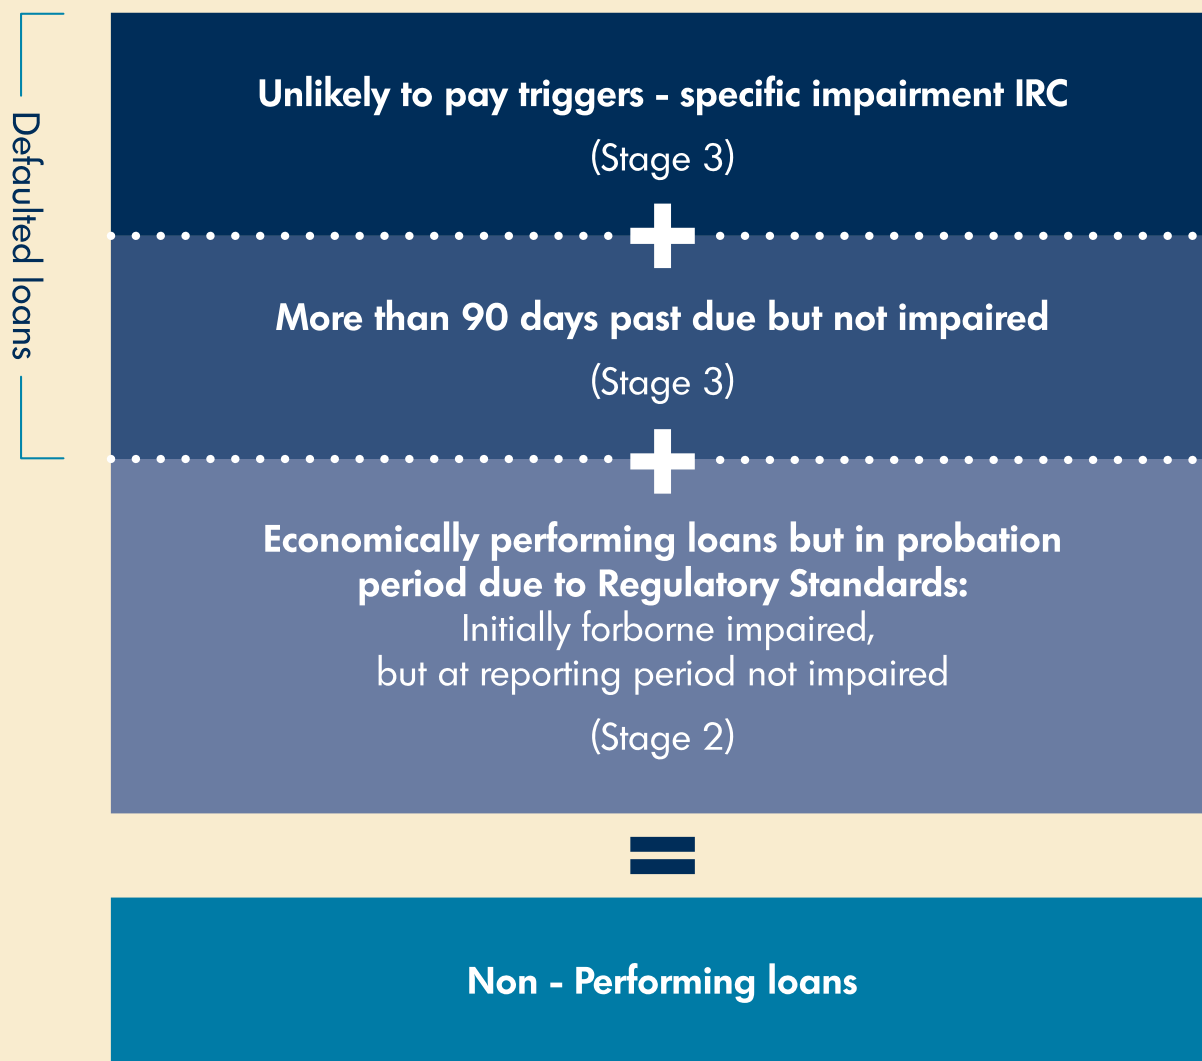 Defaulted loans
Unlikely to pay triggers - specific impairment IRC
(Stage 3)
+
More than 90 days past due but not impaired
(Stage 3)
+
Economically performing loans but in probation
period due to Regulatory Standards:
Initially forborne impaired,
but at reporting period not impaired
(Stage 2)
=
Non - Performing loans